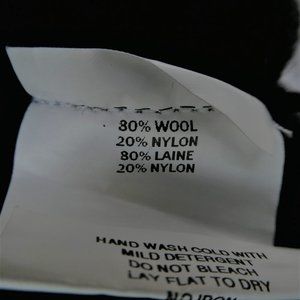 80% WOOL
20% NYLON
80% LAINE
20% NYLON
HAND WASH COLD WITH
MILD DETERGENT
DO NOT BLEACH
LAY FLAT TO DRY